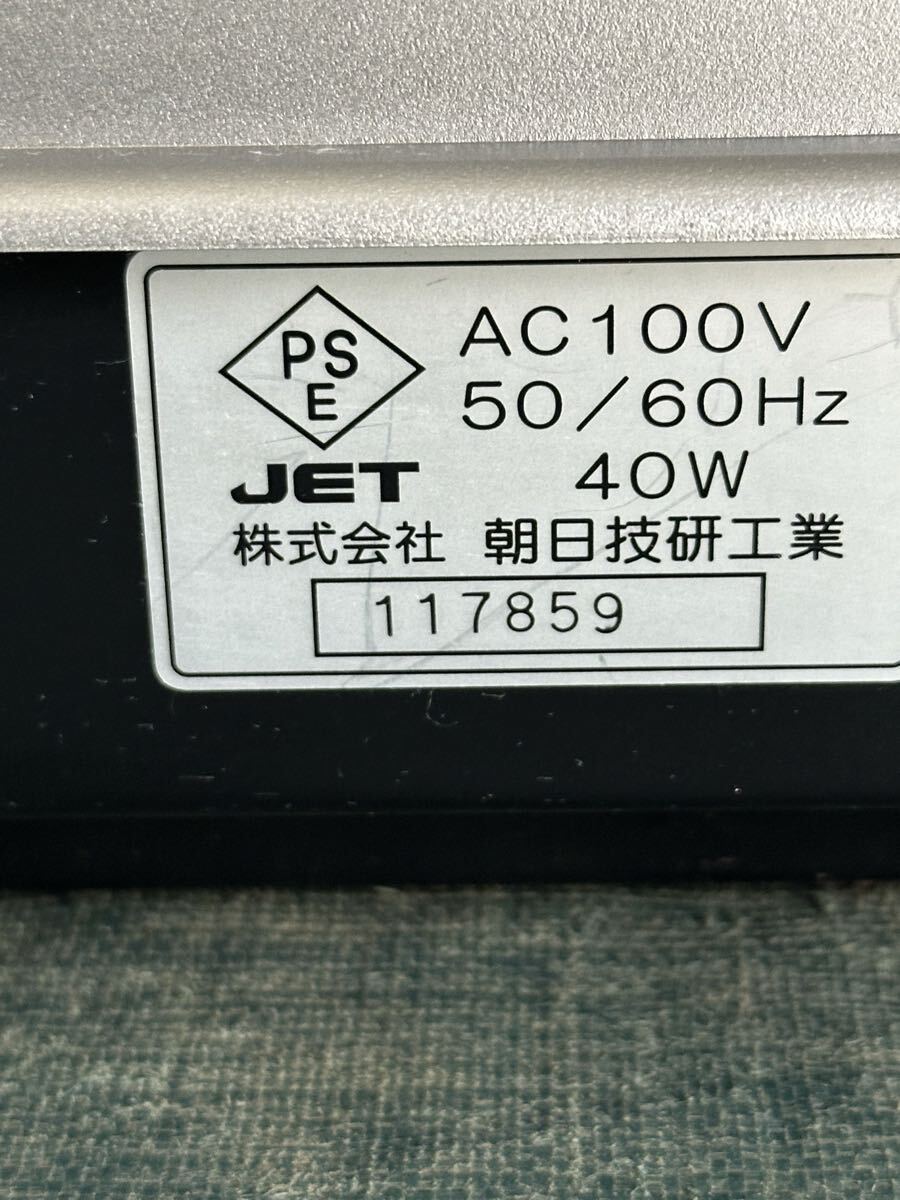 PS
E
AC100V
50/60Hz
JET 40W
株式会社 朝日技研工業
117859